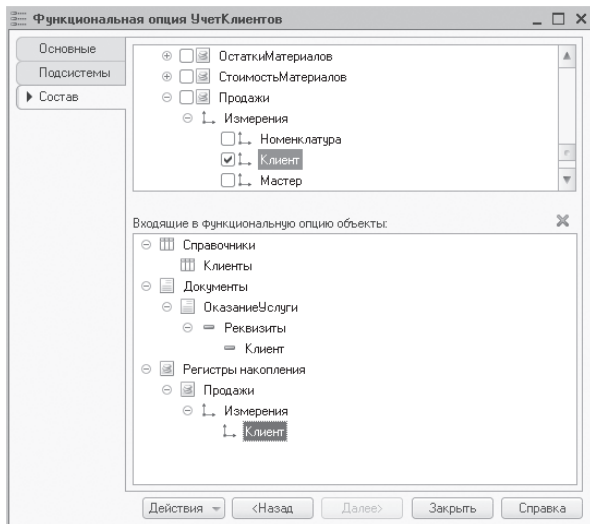 Функциональная опция УчетКлиентов
Основные
Подсистемы
Состав
ОстаткиМатериалов
СтоимостьМатериалов
Продажи
Измерения
Номенклатура
Клиент
Мастер
Входящие в функциональную опцию объекты:
Справочники
Клиенты
Документы
ОказаниеУслуги
Реквизиты
Клиент
Регистры накопления
Продажи
Измерения
Клиент
Действия <Назад Далее> Закрыть Справка